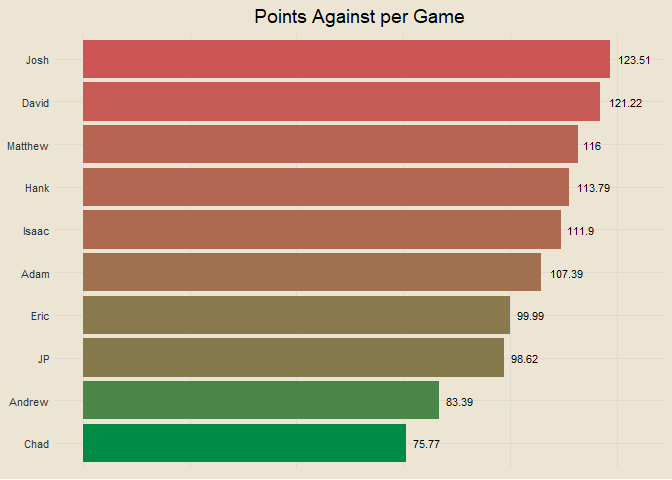 Points Against per Game
Josh 123.51
David 121.22
Matthew 116
Hank 113.79
Isaac 111.9
Adam 107.39
Eric 99.99
JP 98.62
Andrew 83.39
Chad 75.77